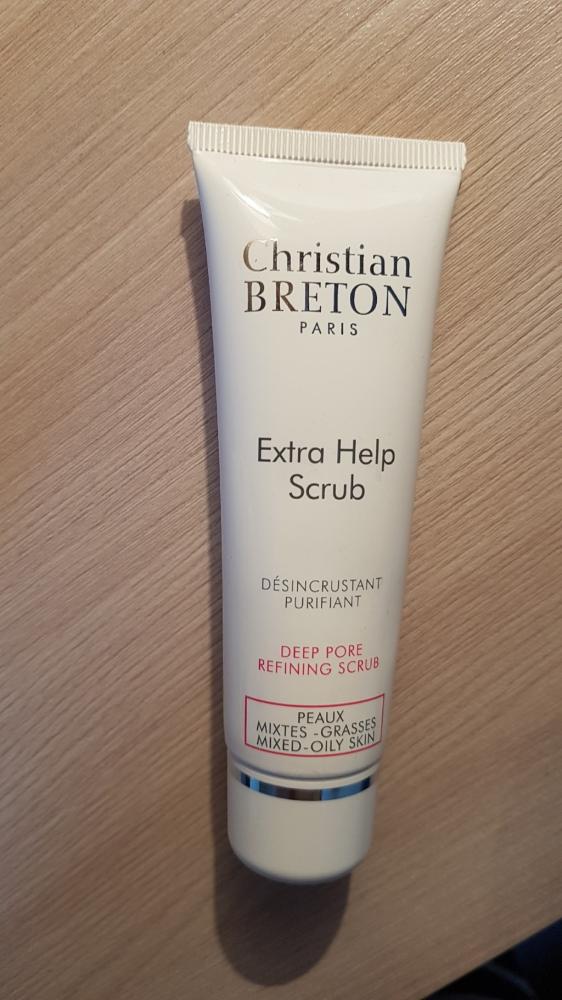 Christian
BRETON
PARIS
Extra Help
Scrub
DÉSINCRUSTANT
PURIFIANT
DEEP PORE
REFINING SCRUB
PEAUX
MIXTES -GRASSES
MIXED-OILY SKIN